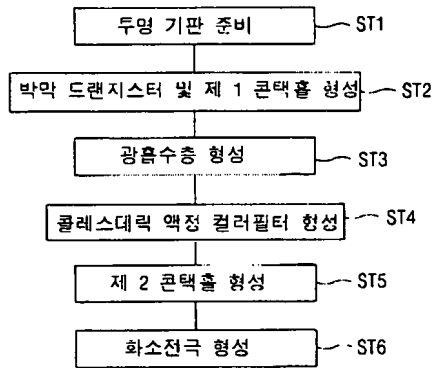 투명 기판 준비 ST1
박막 트랜지스터 및 제 1 콘택홀 형성 ST2
광흡수층 형성 ST3
콜레스데릭 액정 컬러필터 형성 ST4
제 2 콘택홀 형성 ST5
화소전극 형성 ST6